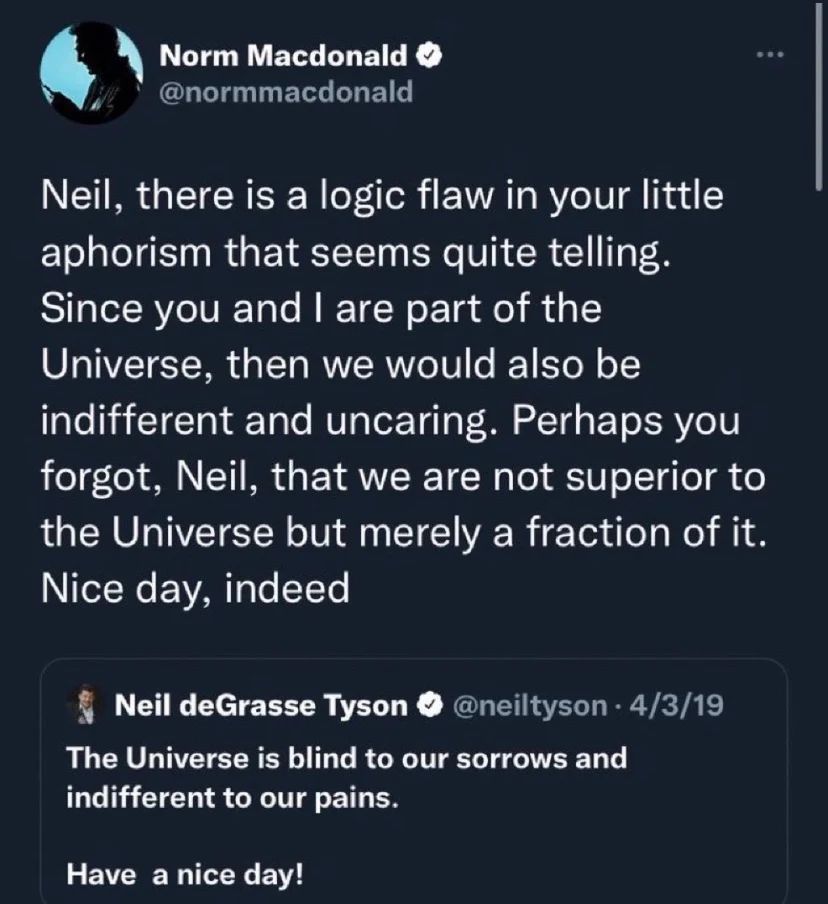 Norm Macdonald
@normmacdonald
Neil, there is a logic flaw in your little
aphorism that seems quite telling.
Since you and I are part of the
Universe, then we would also be
indifferent and uncaring. Perhaps you
forgot, Neil, that we are not superior to
the Universe but merely a fraction of it.
Nice day, indeed
Neil deGrasse Tyson @neiltyson · 4/3/19
The Universe is blind to our sorrows and
indifferent to our pains.
Have  a nice day!